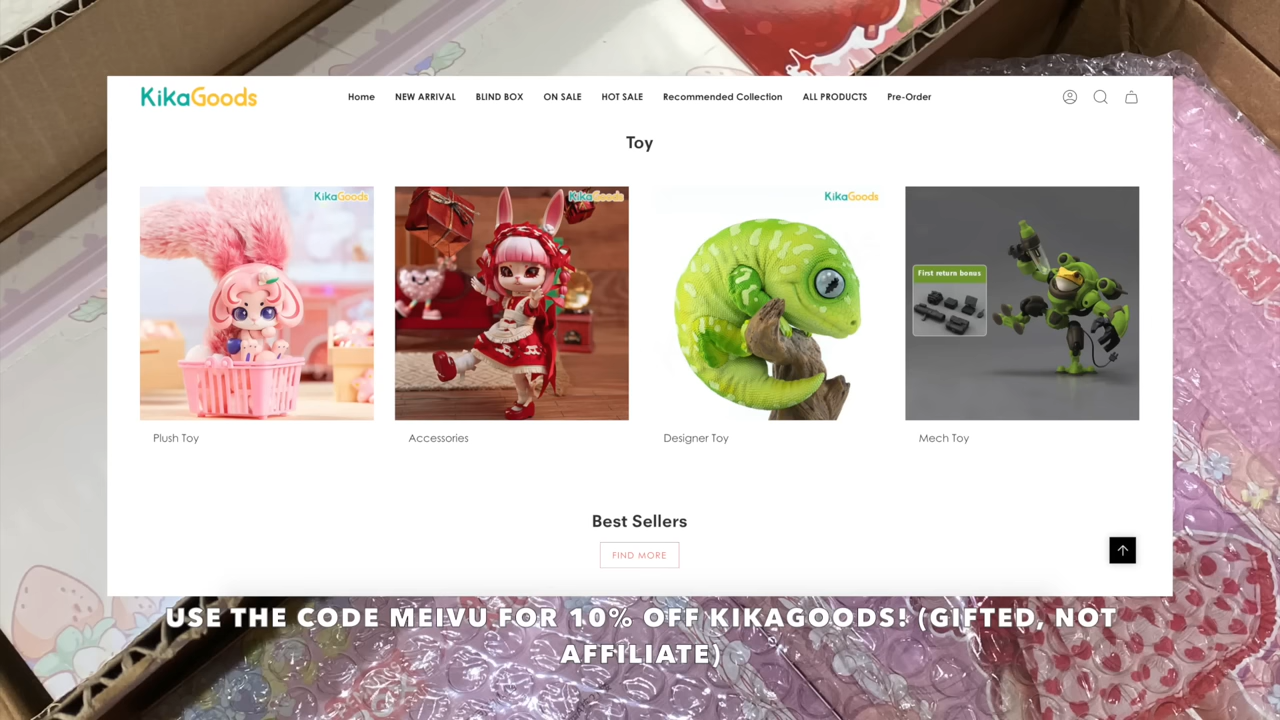 KikaGoods
Home NEW ARRIVAL BLIND BOX ON SALE HOT SALE Recommended Collection ALL PRODUCTS Pre-Order
Toy
KikaGoods
KikaGoods
KikaGoods
First return bonus
Plush Toy
Accessories
Designer Toy
Mech Toy
Best Sellers
FIND MORE
USE THE CODE MEIVU FOR 10% OFF KIKAGOODS! (GIFTED, NOT
AFFILIATE)